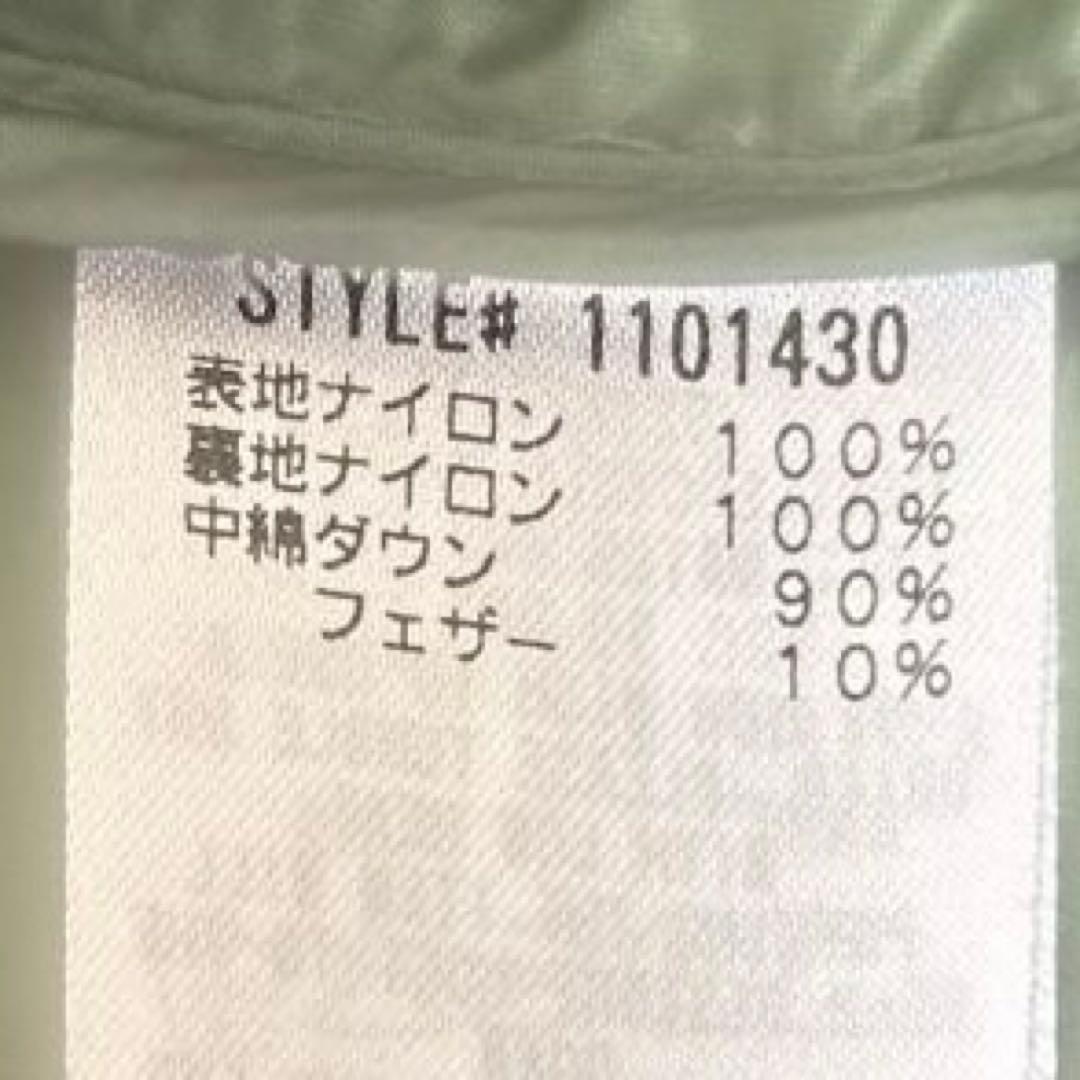 STYLE# 1101430
表地ナイロン 100%
裏地ナイロン 100%
中綿ダウン 90%
フェザー 10%